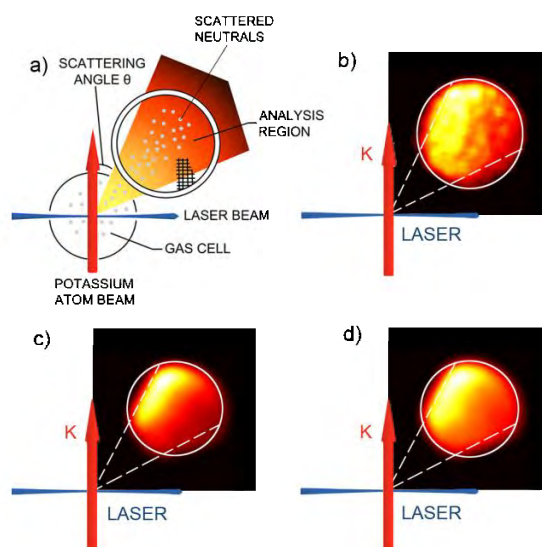 a)
SCATTERED
NEUTRALS
SCATTERING
ANGLE θ
ANALYSIS
REGION
LASER BEAM
GAS CELL
POTASSIUM
ATOM BEAM
b)
K
LASER
c)
K
LASER
d)
K
LASER